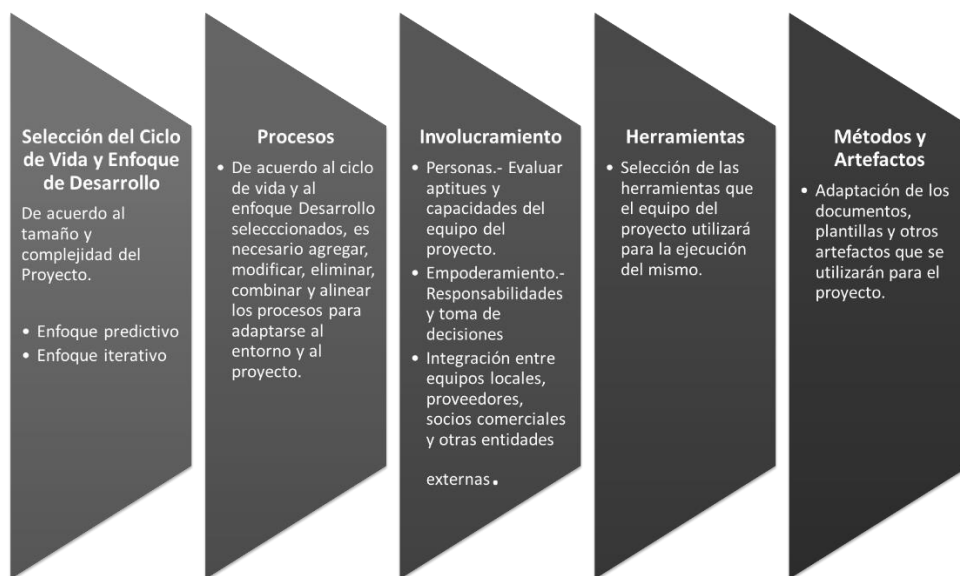 Selección del Ciclo
de Vida y Enfoque
de Desarrollo
De acuerdo al
tamaño y
complejidad del
Proyecto.
• Enfoque predictivo
• Enfoque iterativo
Procesos
• De acuerdo al ciclo
de vida y al
enfoque Desarrollo
selecccionados, es
necesario agregar,
modificar, eliminar,
combinar y alinear
los procesos para
adaptarse al
entorno y al
proyecto.
Involucramiento
• Personas.- Evaluar
aptitues y
capacidades del
equipo del
proyecto.
• Empoderamiento.-
Responsabilidades
y toma de
decisiones
• Integración entre
equipos locales,
proveedores,
socios comerciales
y otras entidades
externas.
Herramientas
• Selección de las
herramientas que
el equipo del
proyecto utilizará
para la ejecución
del mismo.
Métodos y
Artefactos
• Adaptación de los
documentos,
plantillas y otros
artefactos que se
utilizarán para el
proyecto.